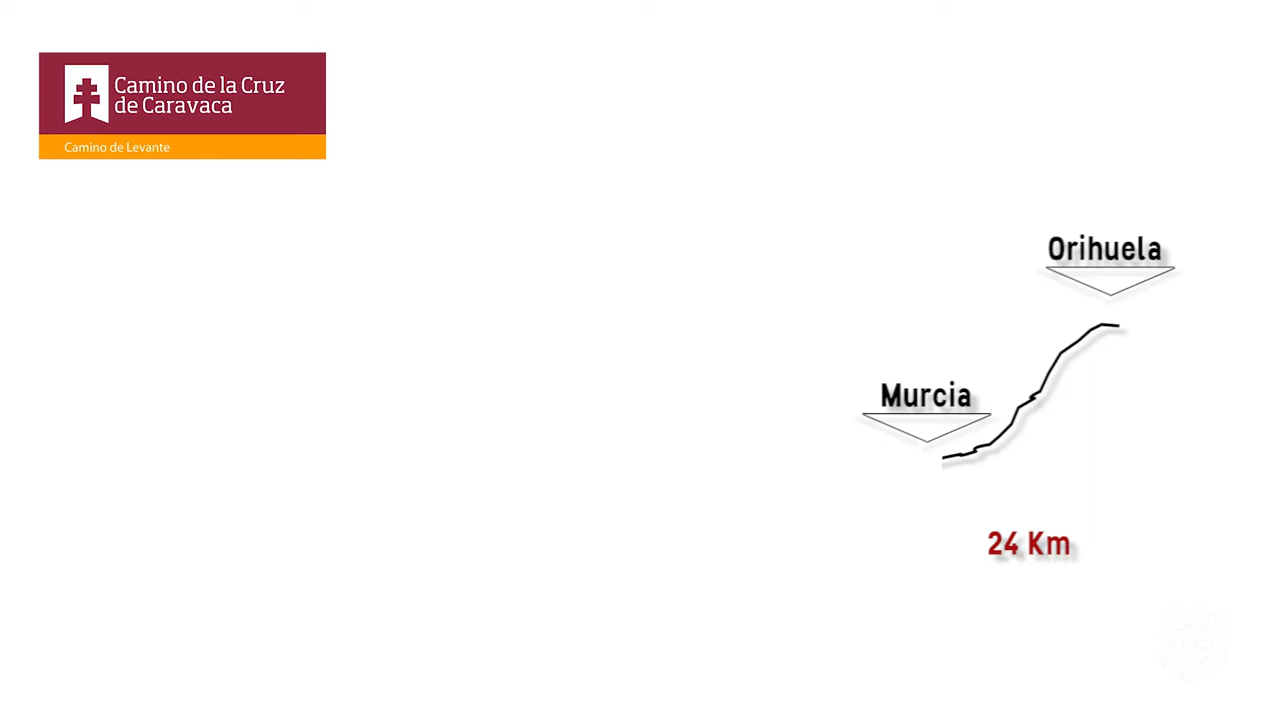 Camino de la Cruz
de Caravaca
Camino de Levante
Orihuela
Murcia
24 Km